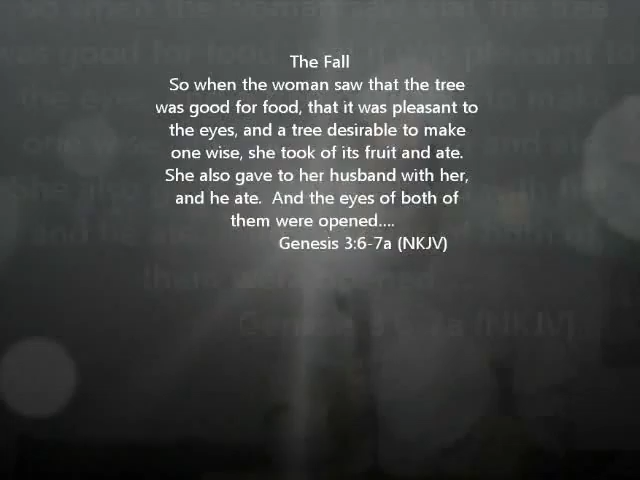 The Fall
So when the woman saw that the tree
was good for food, that it was pleasant to
the eyes, and a tree desirable to make
one wise, she took of its fruit and ate.
She also gave to her husband with her,
and he ate.  And the eyes of both of
them were opened....
Genesis 3:6-7a (NKJV)